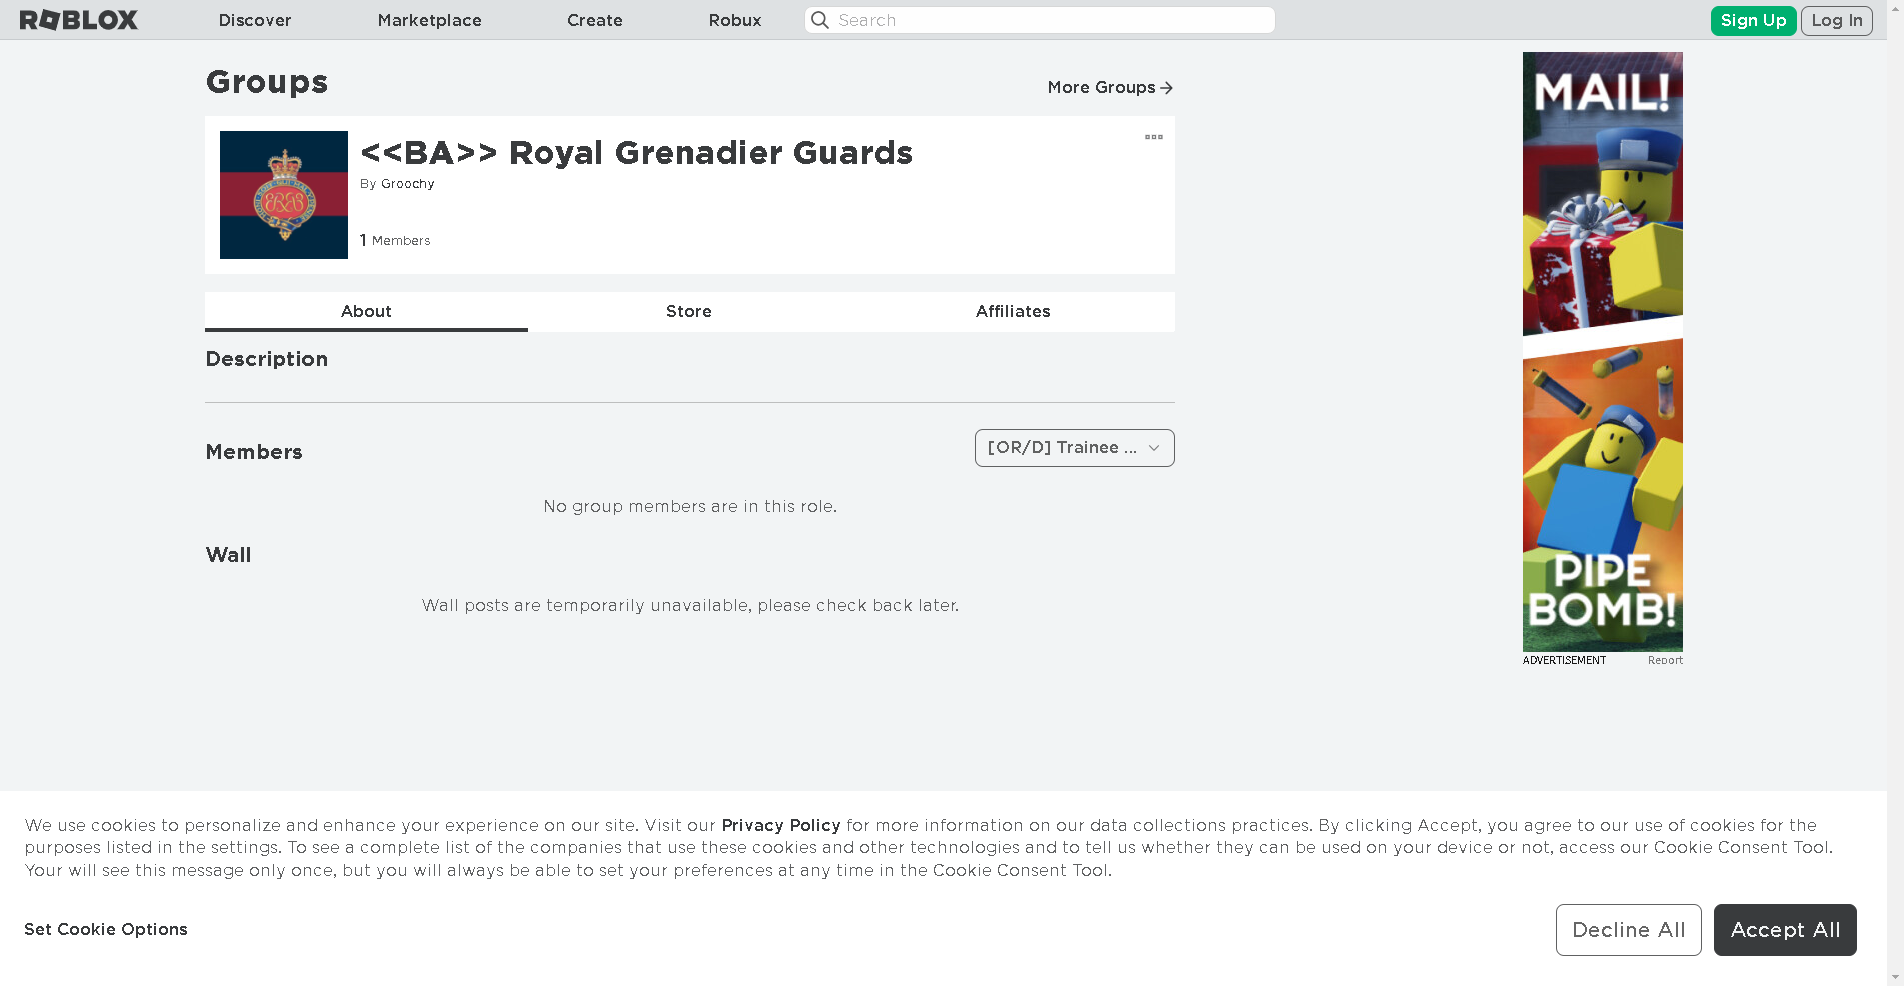 ROBLOX Discover Marketplace Create Robux Search Sign Up Log In
Groups
More Groups
<<BA>> Royal Grenadier Guards
By Groochy
1 Members
About Store Affiliates
Description
Members
[OR/D] Trainee ...
No group members are in this role.
Wall
Wall posts are temporarily unavailable, please check back later.
MAIL!
PIPE
BOMB!
ADVERTISEMENT Report
We use cookies to personalize and enhance your experience on our site. Visit our Privacy Policy for more information on our data collections practices. By clicking Accept, you agree to our use of cookies for the
purposes listed in the settings. To see a complete list of the companies that use these cookies and other technologies and to tell us whether they can be used on your device or not, access our Cookie Consent Tool.
Your will see this message only once, but you will always be able to set your preferences at any time in the Cookie Consent Tool.
Set Cookie Options
Decline All
Accept All